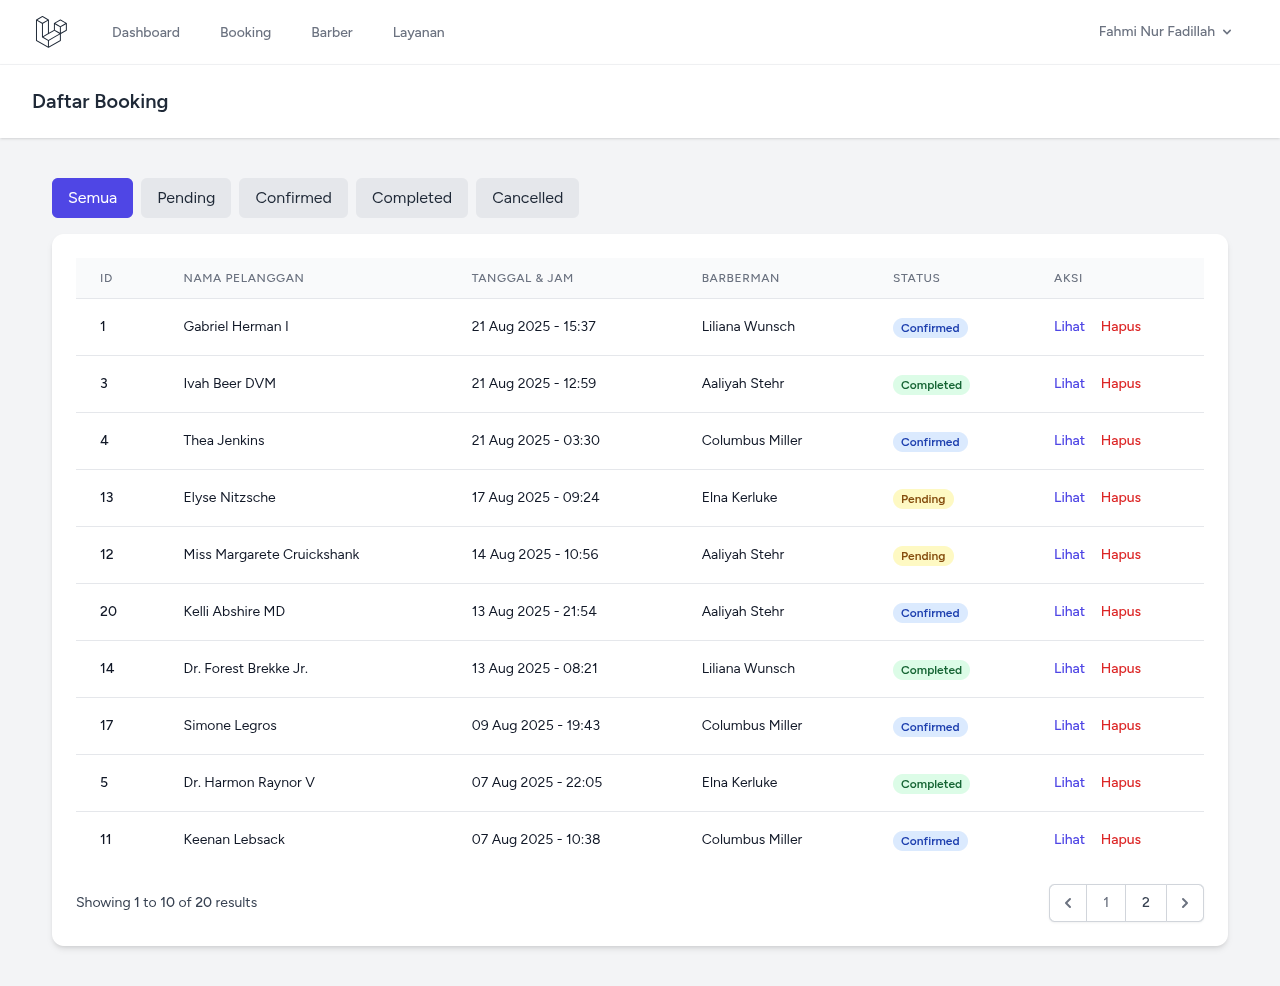 Dashboard Booking Barber Layanan Fahmi Nur Fadillah
Daftar Booking
Semua Pending Confirmed Completed Cancelled
ID NAMA PELANGGAN TANGGAL & JAM BARBERMAN STATUS AKSI
1 Gabriel Herman I 21 Aug 2025 - 15:37 Liliana Wunsch Confirmed Lihat Hapus
3 Ivah Beer DVM 21 Aug 2025 - 12:59 Aaliyah Stehr Completed Lihat Hapus
4 Thea Jenkins 21 Aug 2025 - 03:30 Columbus Miller Confirmed Lihat Hapus
13 Elyse Nitzsche 17 Aug 2025 - 09:24 Elna Kerluke Pending Lihat Hapus
12 Miss Margarete Cruickshank 14 Aug 2025 - 10:56 Aaliyah Stehr Pending Lihat Hapus
20 Kelli Abshire MD 13 Aug 2025 - 21:54 Aaliyah Stehr Confirmed Lihat Hapus
14 Dr. Forest Brekke Jr. 13 Aug 2025 - 08:21 Liliana Wunsch Completed Lihat Hapus
17 Simone Legros 09 Aug 2025 - 19:43 Columbus Miller Confirmed Lihat Hapus
5 Dr. Harmon Raynor V 07 Aug 2025 - 22:05 Elna Kerluke Completed Lihat Hapus
11 Keenan Lebsack 07 Aug 2025 - 10:38 Columbus Miller Confirmed Lihat Hapus
Showing 1 to 10 of 20 results 1 2